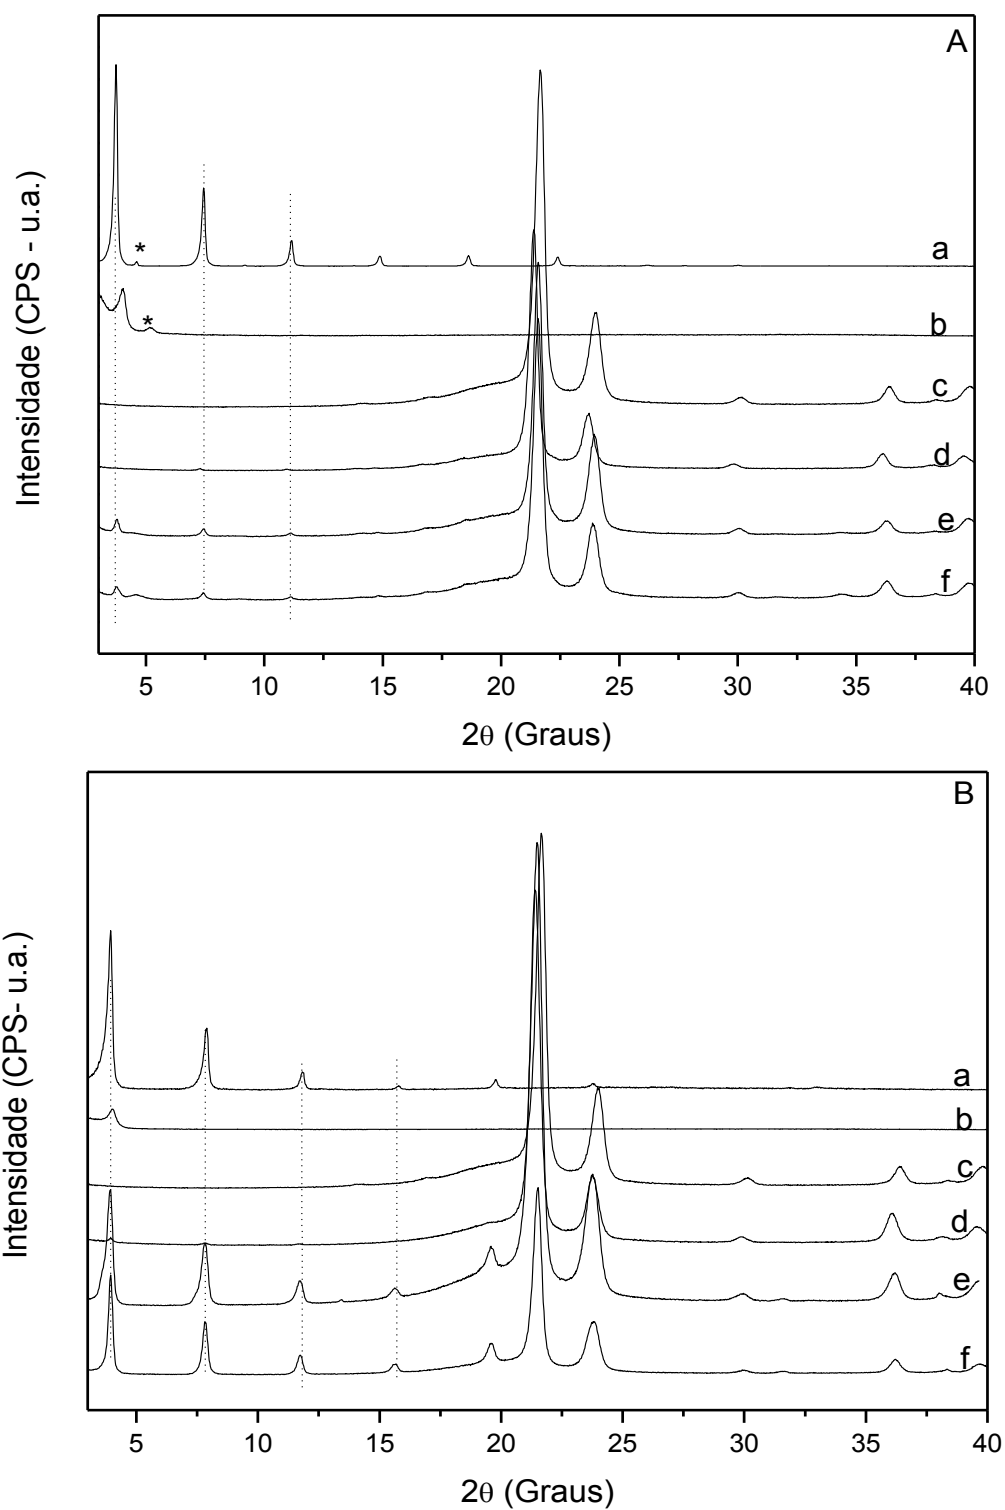 A
Intensidade (CPS - u.a.)
*
a
*
b
c
d
e
f
5 10 15 20 25 30 35 40
2θ (Graus)
B
Intensidade (CPS- u.a.)
a
b
c
d
e
f
5 10 15 20 25 30 35 40
2θ (Graus)